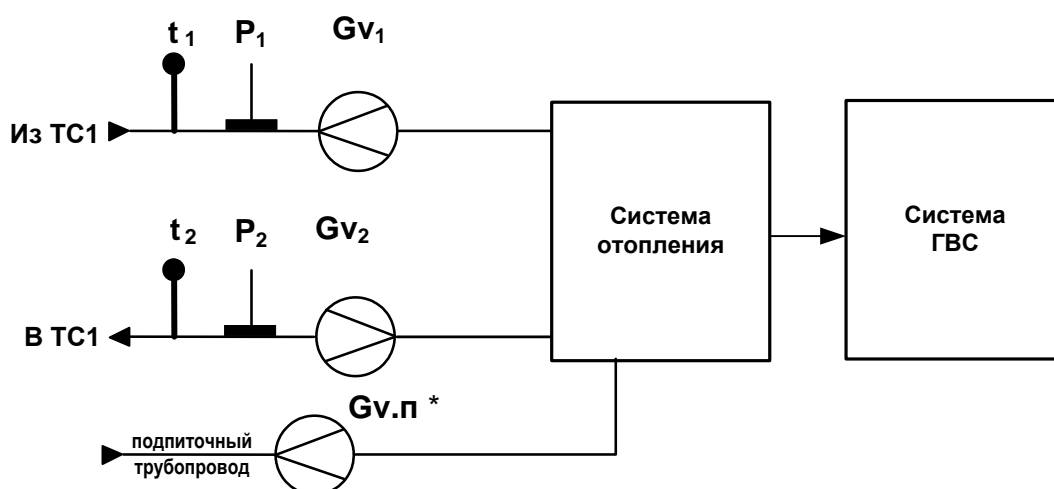 t 1 P1 Gv1
Из ТС1
Система
отопления
Система
ГВС
t 2 P2 Gv2
В ТС1
Gv.п *
подпиточный
трубопровод